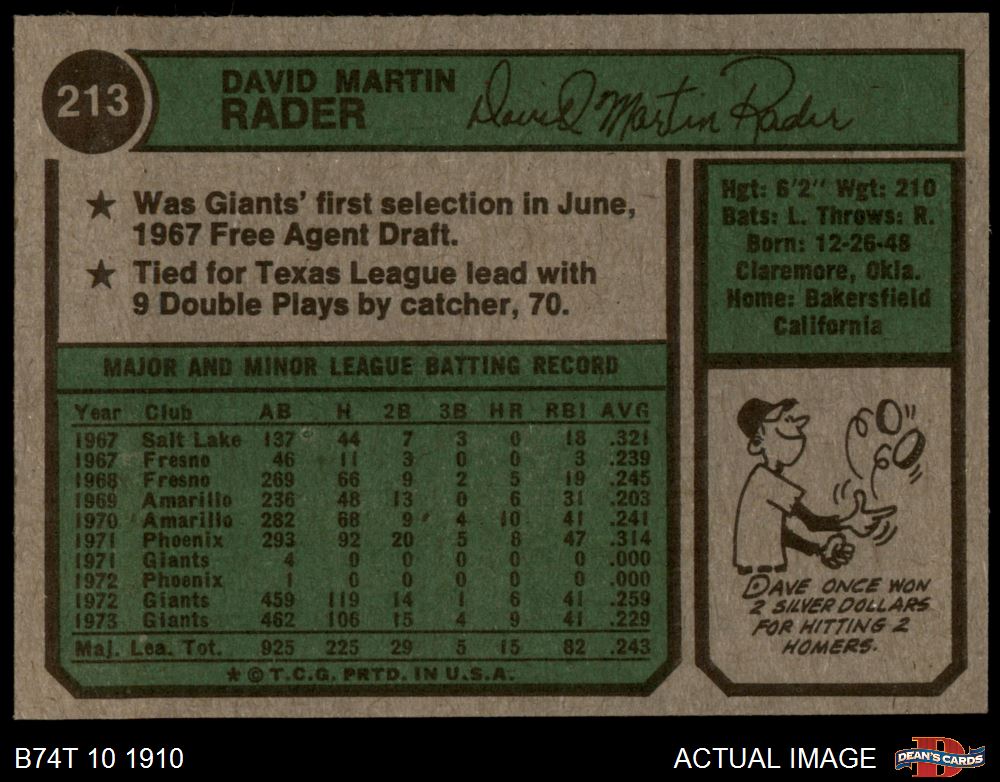 213
DAVID MARTIN
RADER
David Martin Rader
★ Was Giants' first selection in June,
1967 Free Agent Draft.
★ Tied for Texas League lead with
9 Double Plays by catcher, 70.
Hgt: 6'2" Wgt: 210
Bats: L. Throws: R.
Born: 12-26-48
Claremore, Okla.
Home: Bakersfield
California
MAJOR AND MINOR LEAGUE BATTING RECORD
Year Club AB H 2B 3B HR RBI AVG
1967 Salt Lake 137 44 7 3 0 18 .321
1967 Fresno 46 11 3 0 0 3 .239
1968 Fresno 269 66 9 2 5 19 .245
1969 Amarillo 236 48 13 0 6 31 .203
1970 Amarillo 282 68 9 4 10 41 .241
1971 Phoenix 293 92 20 5 6 47 .314
1971 Giants 4 0 0 0 0 0 .000
1972 Phoenix 1 0 0 0 0 0 .000
1972 Giants 459 119 14 1 6 41 .259
1973 Giants 462 106 15 4 9 41 .229
Maj. Lea. Tot. 925 225 29 5 15 82 .243
★ © T.C.G. PRTD. IN U.S.A.
DAVE ONCE WON
2 SILVER DOLLARS
FOR HITTING 2
HOMERS.
B74T 10 1910
ACTUAL IMAGE
D
DEAN'S CARDS